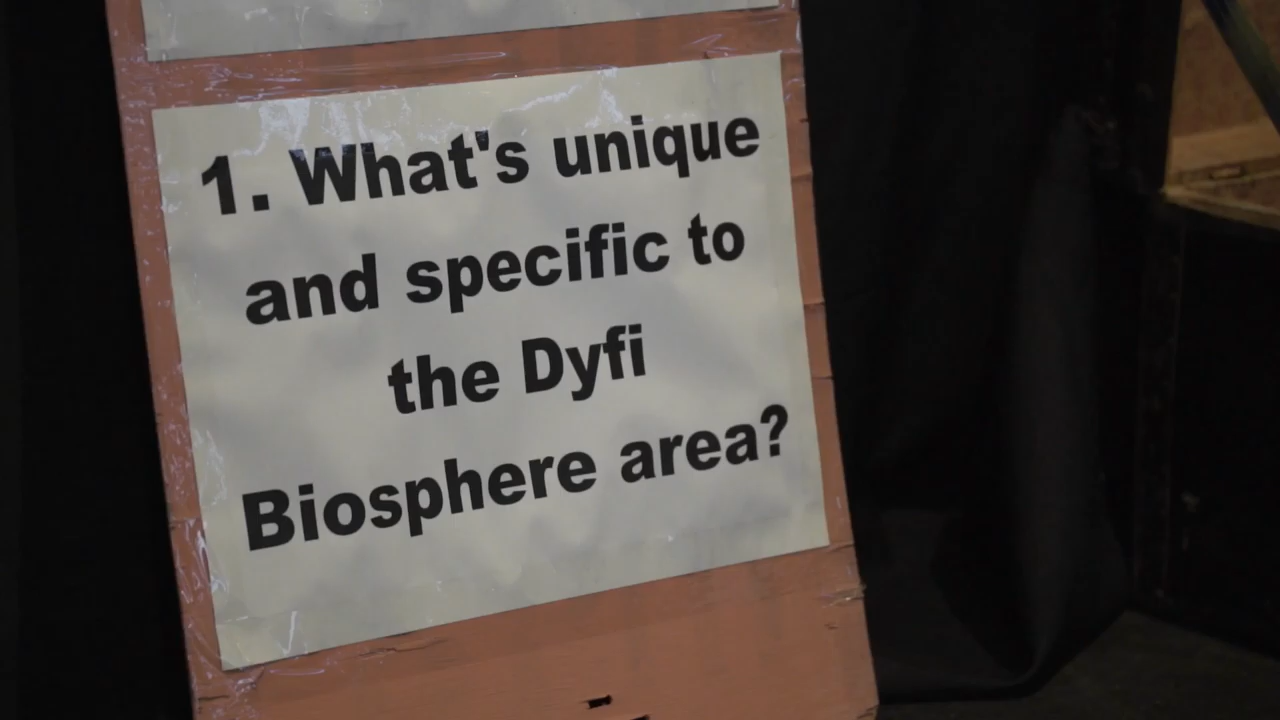 1. What's unique
and specific to
the Dyfi
Biosphere area?